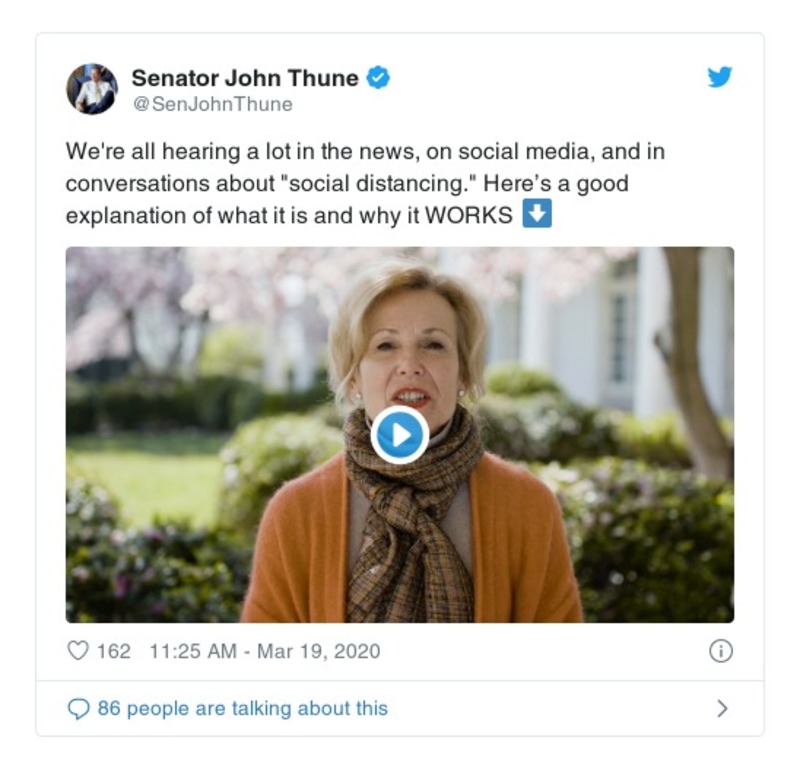 Senator John Thune
@SenJohnThune
We're all hearing a lot in the news, on social media, and in
conversations about "social distancing." Here’s a good
explanation of what it is and why it WORKS ⬇️
162 11:25 AM - Mar 19, 2020
86 people are talking about this